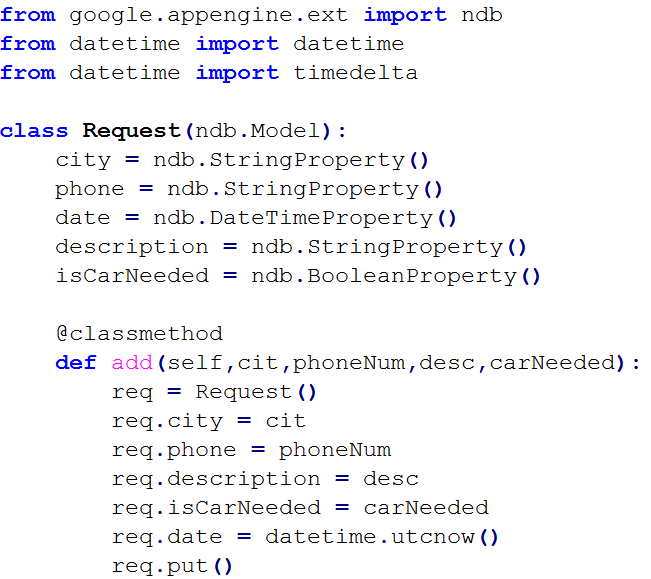 from google.appengine.ext import ndb
from datetime import datetime
from datetime import timedelta

class Request(ndb.Model):
    city = ndb.StringProperty()
    phone = ndb.StringProperty()
    date = ndb.DateTimeProperty()
    description = ndb.StringProperty()
    isCarNeeded = ndb.BooleanProperty()

    @classmethod
    def add(self,cit,phoneNum,desc,carNeeded):
        req = Request()
        req.city = cit
        req.phone = phoneNum
        req.description = desc
        req.isCarNeeded = carNeeded
        req.date = datetime.utcnow()
        req.put()